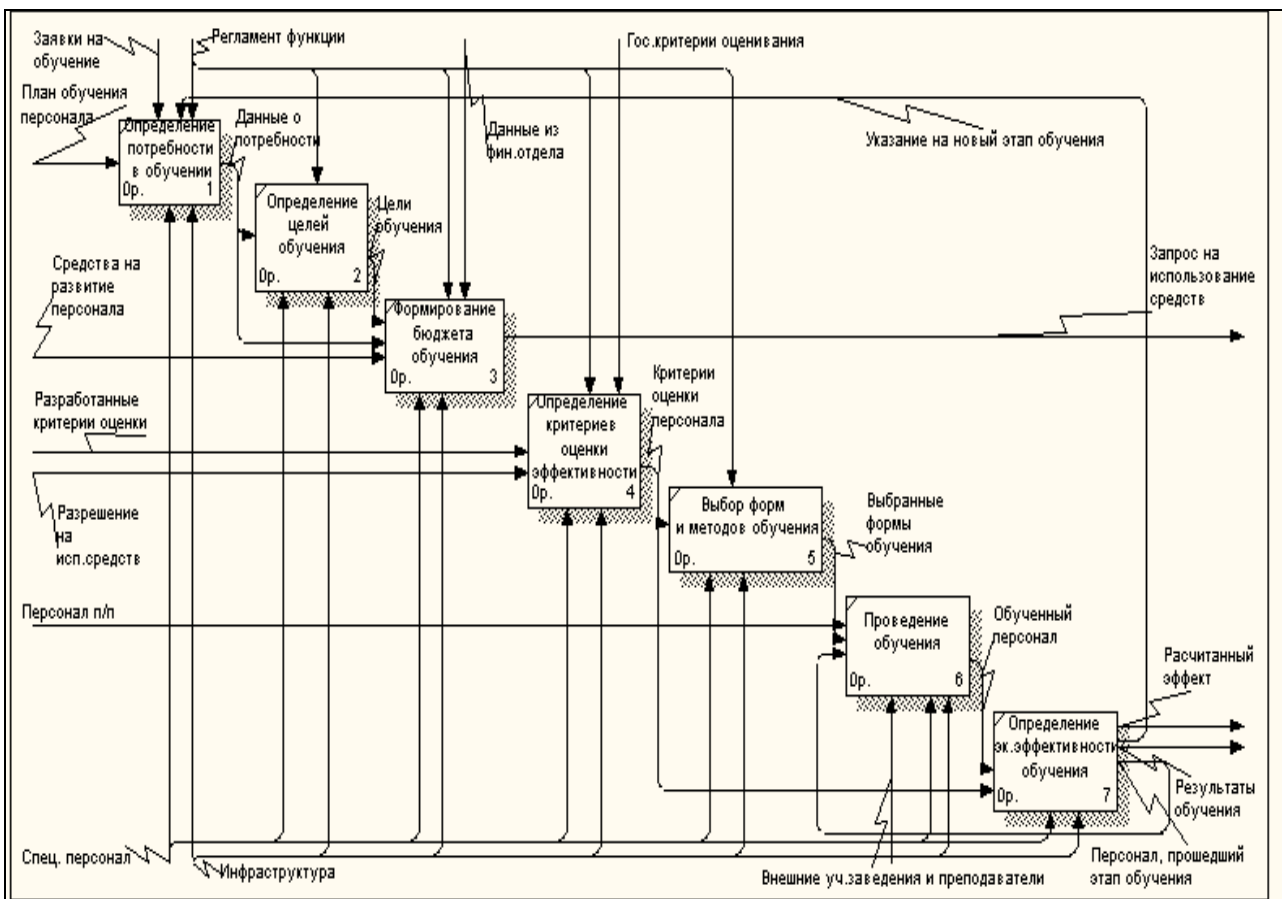 Заявки на
обучение
Регламент функции
Гос.критерии оценивания
План обучения
персонала
Данные о
потребности
Данные из
фин.отдела
Указание на новый этап обучения
Определение
потребности
в обучении
0р. 1
Определение
целей
обучения
0р. 2
Цели
обучения
Запрос на
использование
средств
Средства на
развитие
персонала
Формирование
бюджета
обучения
0р. 3
Критерии
оценки
персонала
Разработанные
критерии оценки
Определение
критериев
оценки
эффективности
0р. 4
Разрешение
на
исп.средств
Выбор форм
и методов обучения
0р. 5
Выбранные
формы
обучения
Персонал п/п
Проведение
обучения
0р. 6
Обученный
персонал
Расчитанный
эффект
Определение
эк.эффективности
обучения
0р. 7
Результаты
обучения
Спец. персонал
Инфраструктура
Внешние уч.заведения и преподаватели
Персонал, прошедший
этап обучения